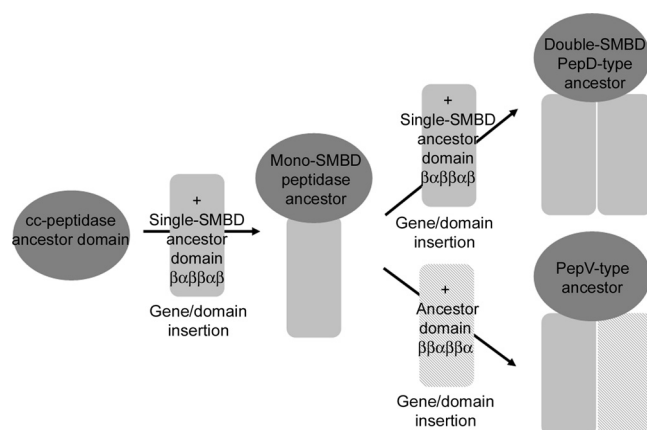 cc-peptidase
ancestor domain
+
Single-SMBD
ancestor
domain
βαββαβ
Gene/domain
insertion
Mono-SMBD
peptidase
ancestor
+
Single-SMBD
ancestor
domain
βαββαβ
Gene/domain
insertion
Double-SMBD
PepD-type
ancestor
+
Ancestor
domain
ββαββα
Gene/domain
insertion
PepV-type
ancestor